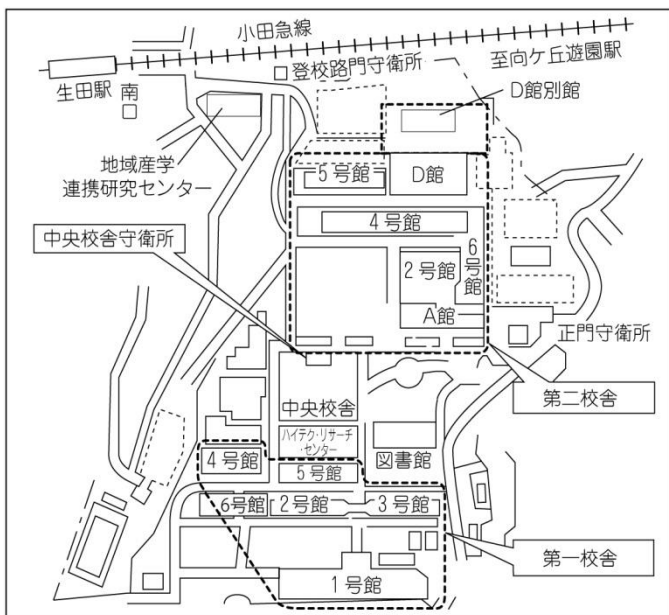 小田急線
至向ケ丘遊園駅
登校路門守衛所
生田駅
南
D館別館
地域産学
連携研究センター
5号館
D館
中央校舎守衛所
4号館
2号館
6号館
A館
正門守衛所
中央校舎
第二校舎
ハイテク・リサーチ
・センター
図書館
4号館
5号館
6号館
2号館
3号館
第一校舎
1号館